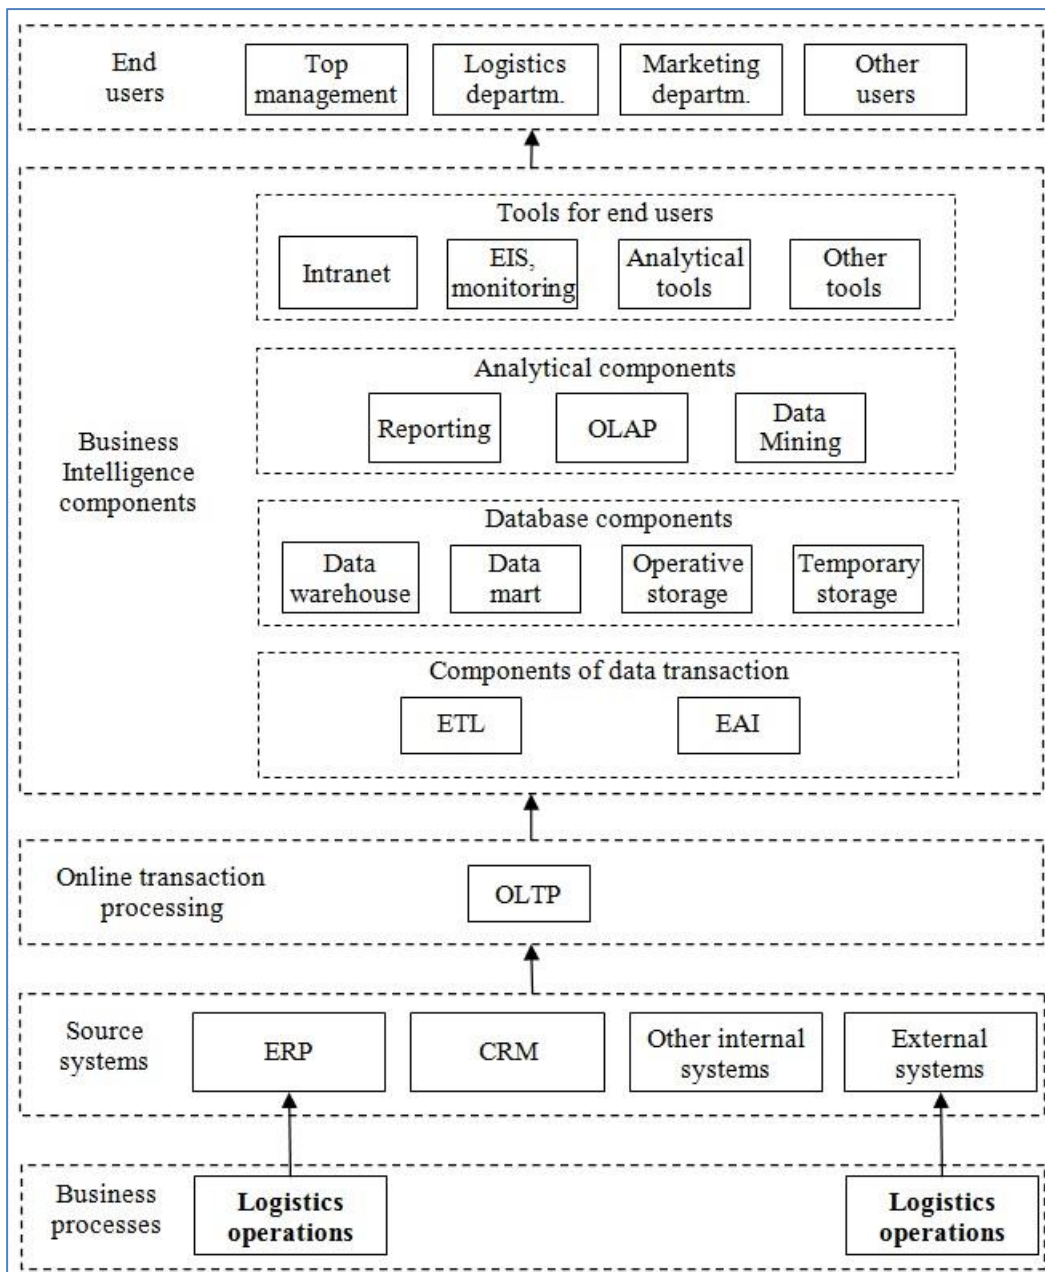 End
users
Top
management
Logistics
departm.
Marketing
departm.
Other
users
Business
Intelligence
components
Tools for end users
Intranet
EIS,
monitoring
Analytical
tools
Other
tools
Analytical components
Reporting
OLAP
Data
Mining
Database components
Data
warehouse
Data
mart
Operative
storage
Temporary
storage
Components of data transaction
ETL
EAI
Online transaction
processing
OLTP
Source
systems
ERP
CRM
Other internal
systems
External
systems
Business
processes
Logistics
operations
Logistics
operations